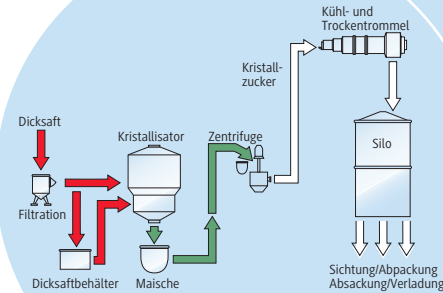 Kühl- und
Trockentrommel
Kristall-
zucker
Dicksaft
Kristallisator
Zentrifuge
Silo
Filtration
Dicksaftbehälter
Maische
Sichtung/Abpackung
Absackung/Verladung